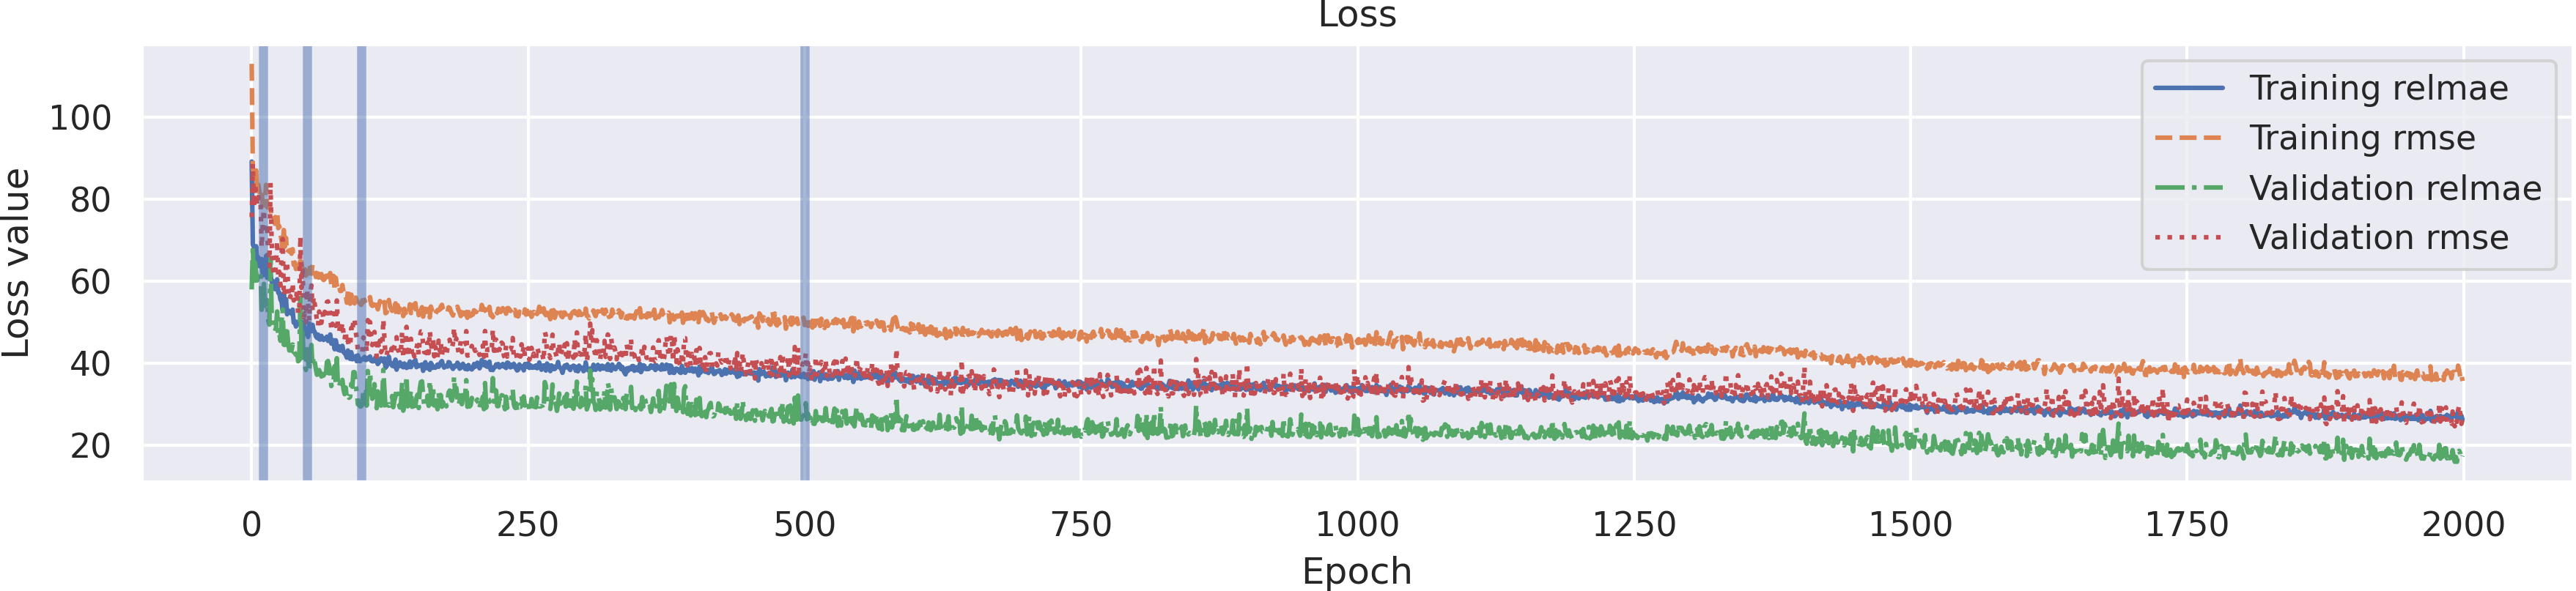 Loss
Loss value
100
80
60
40
20
Training relmae
Training rmse
Validation relmae
Validation rmse
0 250 500 750 1000 1250 1500 1750 2000
Epoch